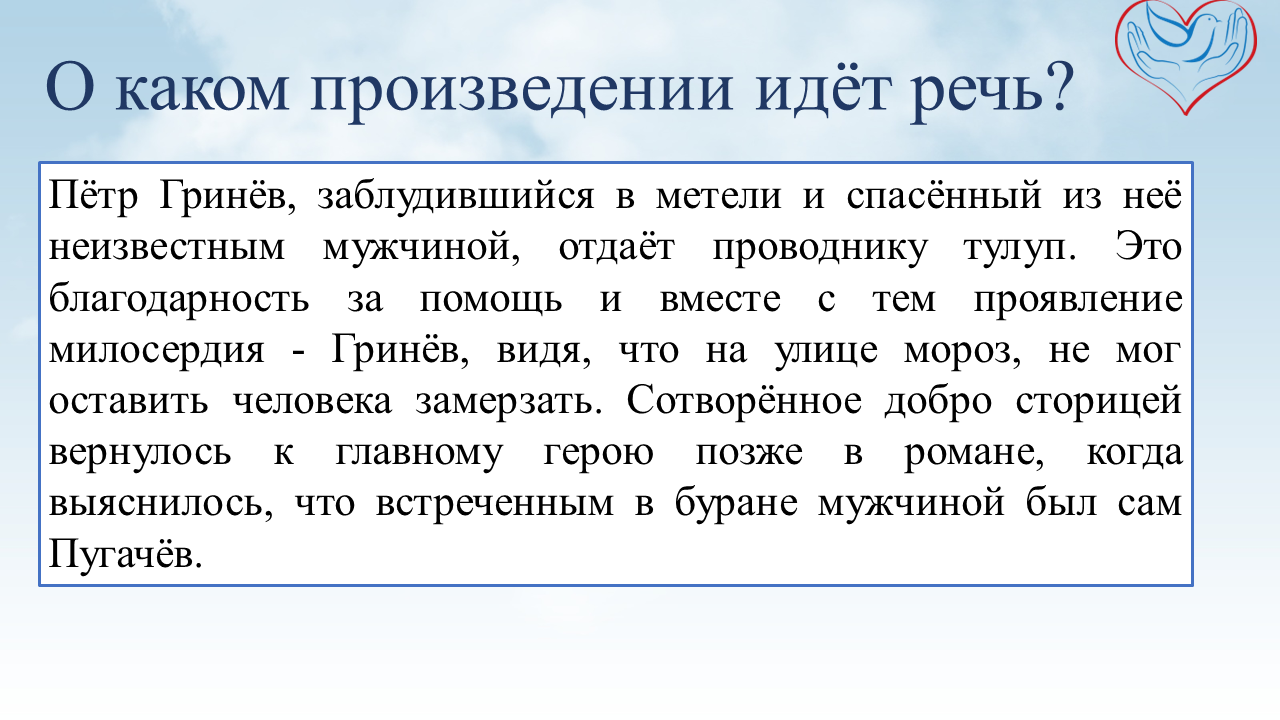 О каком произведении идёт речь?
Пётр Гринёв, заблудившийся в метели и спасённый из неё
неизвестным мужчиной, отдаёт проводнику тулуп. Это
благодарность за помощь и вместе с тем проявление
милосердия - Гринёв, видя, что на улице мороз, не мог
оставить человека замерзать. Сотворённое добро сторицей
вернулось к главному герою позже в романе, когда
выяснилось, что встреченным в буране мужчиной был сам
Пугачёв.